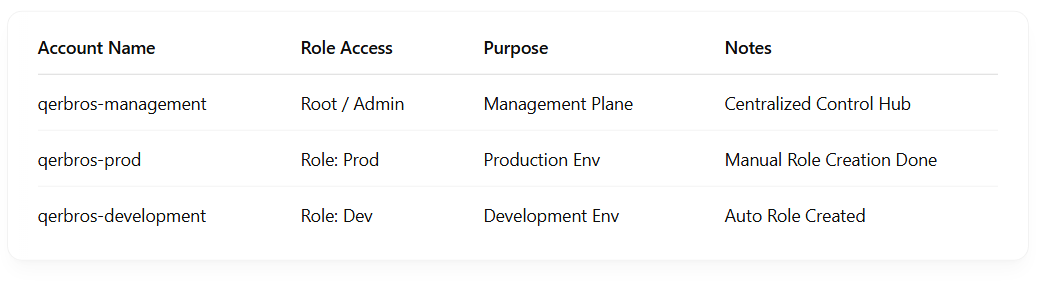 Account Name Role Access Purpose Notes
qerbros-management Root / Admin Management Plane Centralized Control Hub
qerbros-prod Role: Prod Production Env Manual Role Creation Done
qerbros-development Role: Dev Development Env Auto Role Created